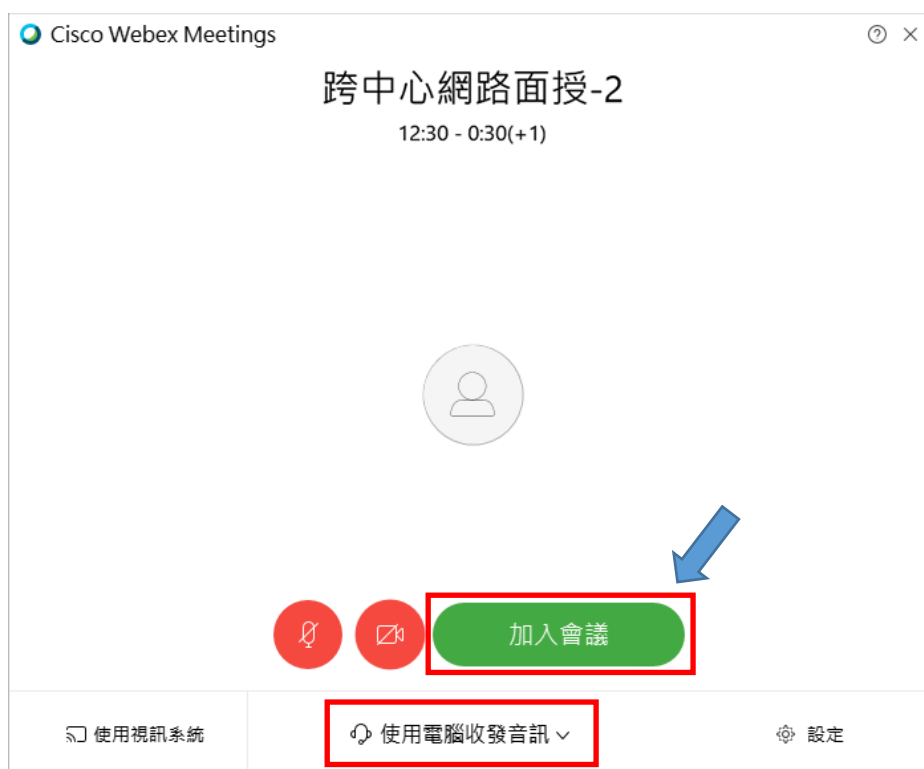 Cisco Webex Meetings
跨中心網路面授-2
12:30 - 0:30(+1)
加入會議
使用視訊系統
使用電腦收發音訊
設定